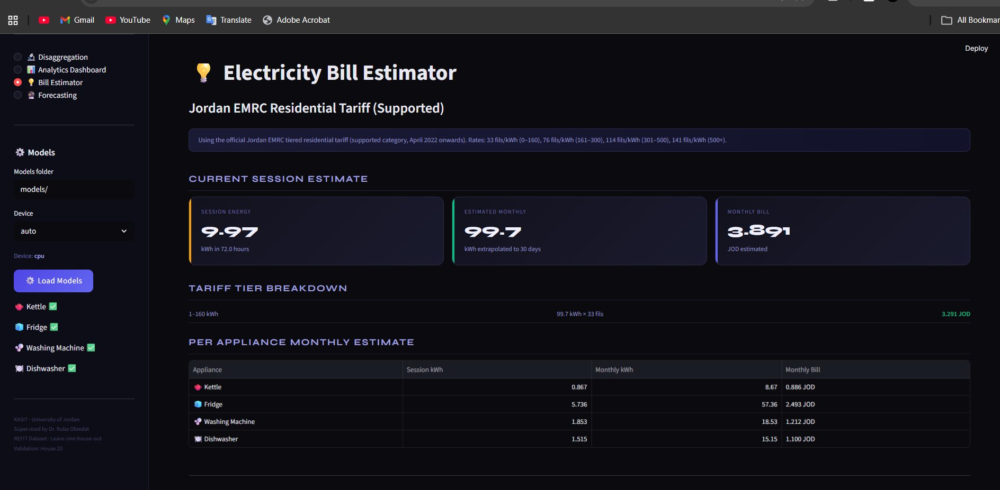 Gmail
YouTube
Maps
Translate
Adobe Acrobat
All Bookmar
Disaggregation
Analytics Dashboard
Bill Estimator
Forecasting
Models
Models folder
models/
Device
auto
Device: cpu
Load Models
Kettle
Fridge
Washing Machine
Dishwasher
KASIT · University of Jordan
Supervised by Dr. Ruba Obiedat
REFIT Dataset · Leave-one-house-out
Validation: House 20
Deploy
Electricity Bill Estimator
Jordan EMRC Residential Tariff (Supported)
Using the official Jordan EMRC tiered residential tariff (supported category, April 2022 onwards). Rates: 33 fils/kWh (0–160), 76 fils/kWh (161–300), 114 fils/kWh (301–500), 141 fils/kWh (500+).
CURRENT SESSION ESTIMATE
SESSION ENERGY
9.97
kWh in 72.0 hours
ESTIMATED MONTHLY
99.7
kWh extrapolated to 30 days
MONTHLY BILL
3.891
JOD estimated
TARIFF TIER BREAKDOWN
1–160 kWh 99.7 kWh × 33 fils 3.291 JOD
PER APPLIANCE MONTHLY ESTIMATE
Appliance Session kWh Monthly kWh Monthly Bill
Kettle 0.867 8.67 0.886 JOD
Fridge 5.736 57.36 2.493 JOD
Washing Machine 1.853 18.53 1.212 JOD
Dishwasher 1.515 15.15 1.100 JOD